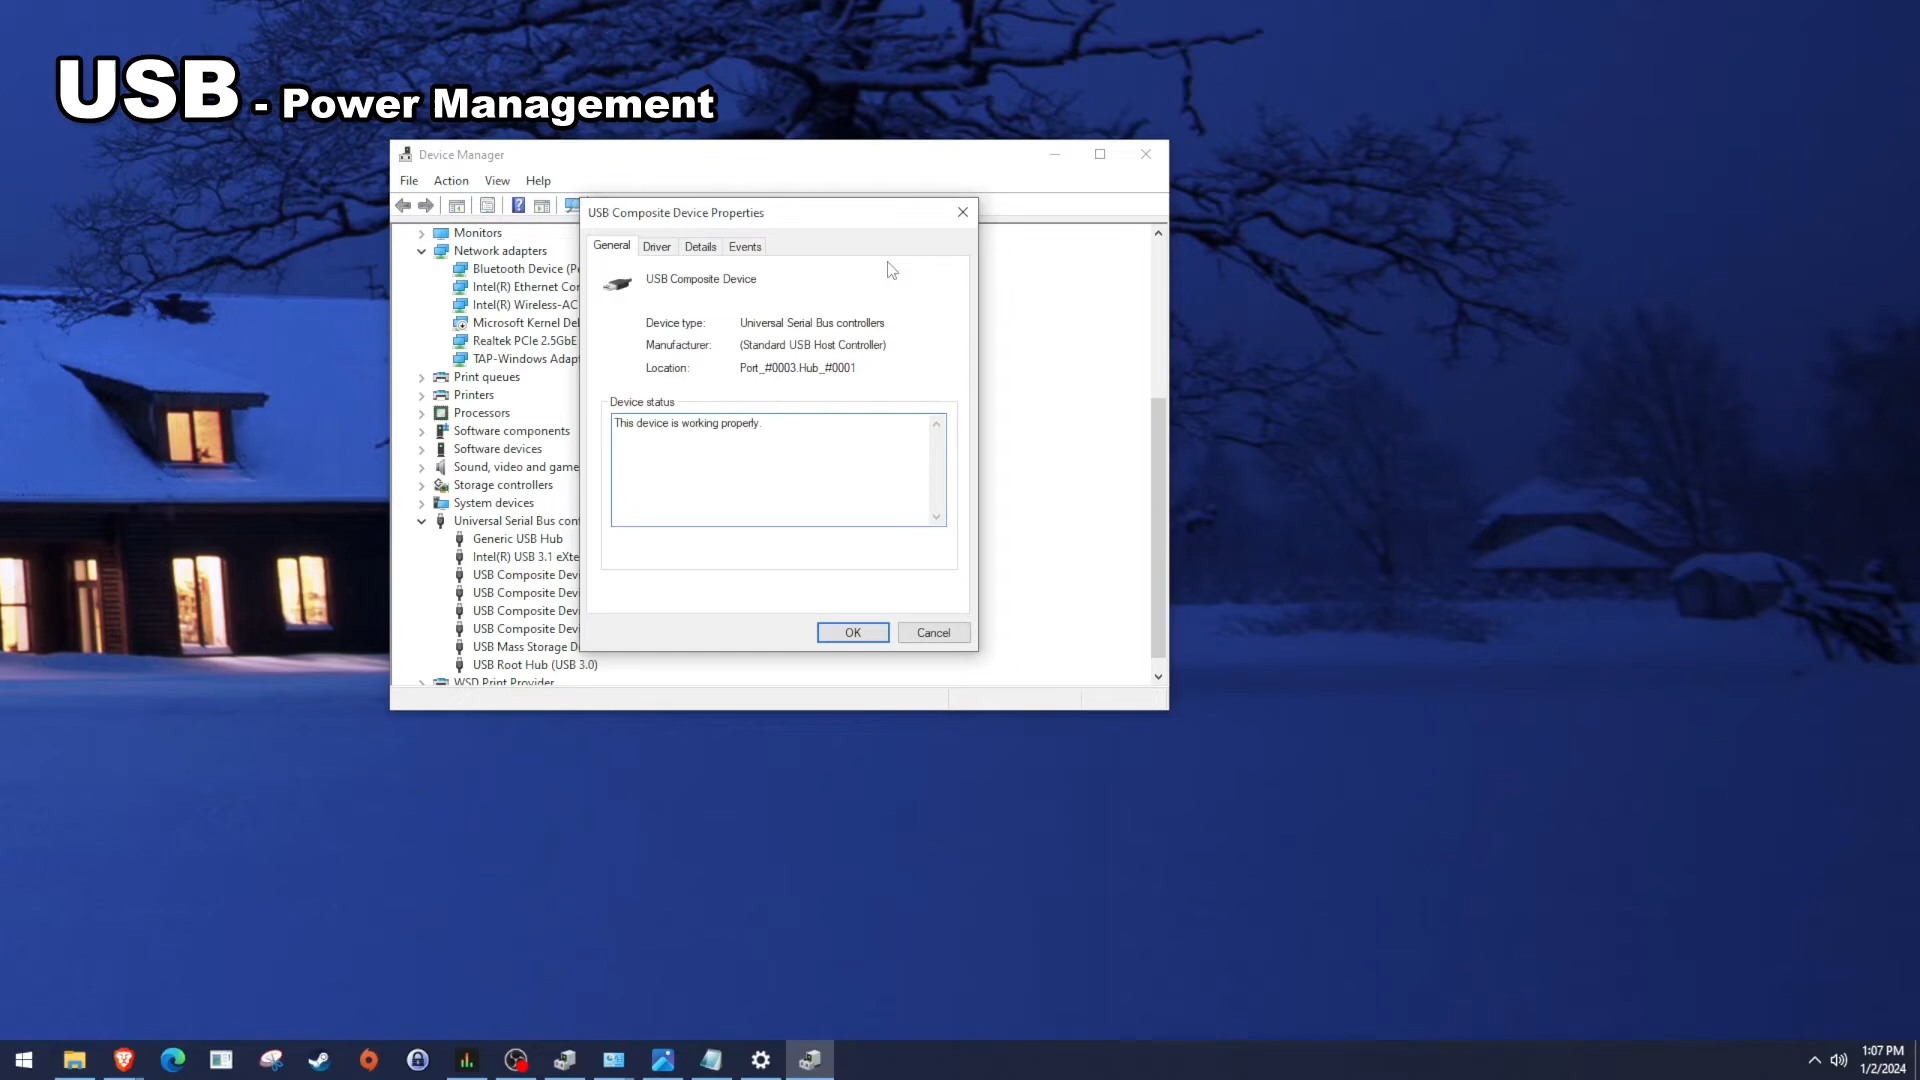 USB - Power Management
Device Manager
File Action View Help
USB Composite Device Properties
General Driver Details Events
USB Composite Device
Device type: Universal Serial Bus controllers
Manufacturer: (Standard USB Host Controller)
Location: Port_#0003.Hub_#0001
Device status
This device is working properly.
OK Cancel
Monitors
Network adapters
Bluetooth Device (Pe
Intel(R) Ethernet Cor
Intel(R) Wireless-AC
Microsoft Kernel Del
Realtek PCIe 2.5GbE
TAP-Windows Adap
Print queues
Printers
Processors
Software components
Software devices
Sound, video and game
Storage controllers
System devices
Universal Serial Bus con
Generic USB Hub
Intel(R) USB 3.1 eXte
USB Composite Devi
USB Composite Devi
USB Composite Devi
USB Composite Devi
USB Mass Storage D
USB Root Hub (USB 3.0)
WSD Print Provider
1:07 PM
1/2/2024